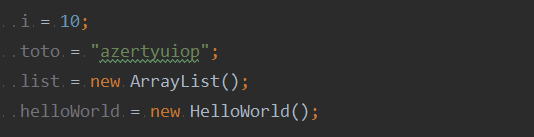 i = 10;
toto = "azertyuiop";
list = new ArrayList();
helloWorld = new HelloWorld();